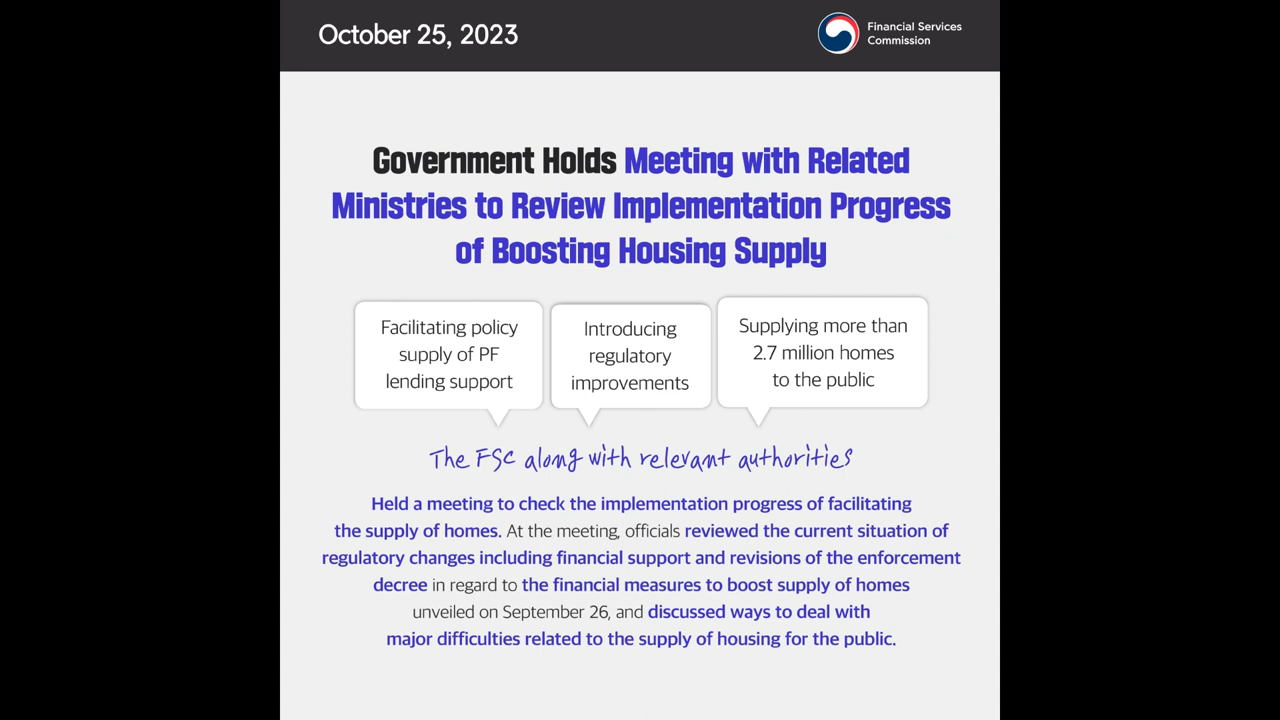 October 25, 2023
Financial Services
Commission
Government Holds Meeting with Related
Ministries to Review Implementation Progress
of Boosting Housing Supply
Facilitating policy
supply of PF
lending support
Introducing
regulatory
improvements
Supplying more than
2.7 million homes
to the public
The FSC along with relevant authorities
Held a meeting to check the implementation progress of facilitating
the supply of homes. At the meeting, officials reviewed the current situation of
regulatory changes including financial support and revisions of the enforcement
decree in regard to the financial measures to boost supply of homes
unveiled on September 26, and discussed ways to deal with
major difficulties related to the supply of housing for the public.